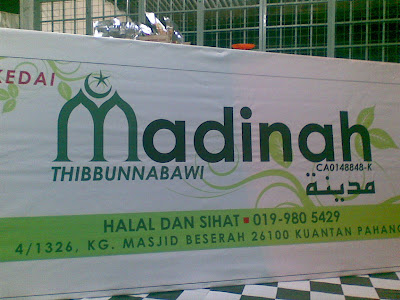 KEDAI
Madinah
THIBBUNNABAWI
CA0148848-K
مدينة
HALAL DAN SIHAT ▪ 019-980 5429
4/1326, KG. MASJID BESERAH 26100 KUANTAN PAHANG